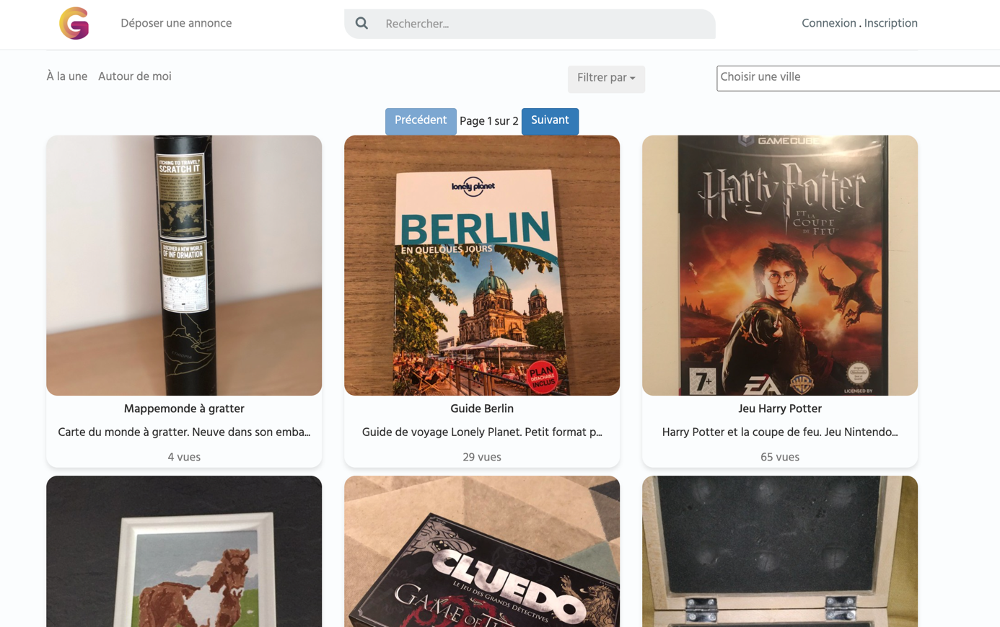 G Déposer une annonce Rechercher... Connexion . Inscription
À la une Autour de moi Filtrer par Choisir une ville
Précédent Page 1 sur 2 Suivant
ITCHING TO TRAVEL?
SCRATCH IT
DISCOVER A NEW WORLD
OF INFORMATION
lonely planet
BERLIN
EN QUELQUES JOURS
PLAN
DÉTACHABLE
INCLUS
GAMECUBE
Harry Potter
ET LA
COUPE
DE FEU
7+
EA
WB
Original
Nintendo
LICENSED BY
Mappemonde à gratter
Carte du monde à gratter. Neuve dans son emba...
4 vues
Guide Berlin
Guide de voyage Lonely Planet. Petit format p...
29 vues
Jeu Harry Potter
Harry Potter et la coupe de feu. Jeu Nintendo...
65 vues
CLUEDO
LE JEU DES GRANDS DÉTECTIVES
GAME OF